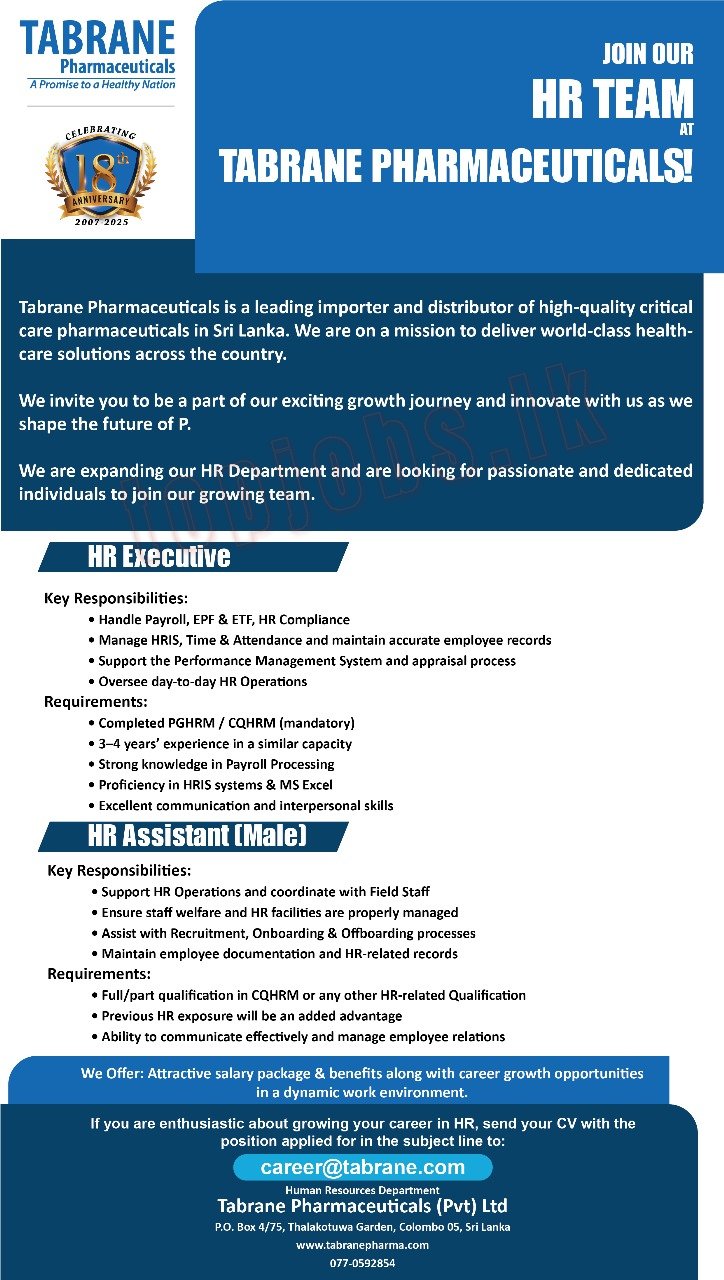 TABRANE
Pharmaceuticals
A Promise to a Healthy Nation
CELEBRATING
18th
ANNIVERSARY
2007-2025
JOIN OUR
HR TEAM
AT
TABRANE PHARMACEUTICALS!
Tabrane Pharmaceuticals is a leading importer and distributor of high-quality critical
care pharmaceuticals in Sri Lanka. We are on a mission to deliver world-class health-
care solutions across the country.
We invite you to be a part of our exciting growth journey and innovate with us as we
shape the future of P.
We are expanding our HR Department and are looking for passionate and dedicated
individuals to join our growing team.
topjobs.lk
HR Executive
Key Responsibilities:
• Handle Payroll, EPF & ETF, HR Compliance
• Manage HRIS, Time & Attendance and maintain accurate employee records
• Support the Performance Management System and appraisal process
• Oversee day-to-day HR Operations
Requirements:
• Completed PGHRM / CQHRM (mandatory)
• 3–4 years’ experience in a similar capacity
• Strong knowledge in Payroll Processing
• Proficiency in HRIS systems & MS Excel
• Excellent communication and interpersonal skills
HR Assistant (Male)
Key Responsibilities:
• Support HR Operations and coordinate with Field Staff
• Ensure staff welfare and HR facilities are properly managed
• Assist with Recruitment, Onboarding & Offboarding processes
• Maintain employee documentation and HR-related records
Requirements:
• Full/part qualification in CQHRM or any other HR-related Qualification
• Previous HR exposure will be an added advantage
• Ability to communicate effectively and manage employee relations
We Offer: Attractive salary package & benefits along with career growth opportunities
in a dynamic work environment.
If you are enthusiastic about growing your career in HR, send your CV with the
position applied for in the subject line to:
career@tabrane.com
Human Resources Department
Tabrane Pharmaceuticals (Pvt) Ltd
P.O. Box 4/75, Thalakotuwa Garden, Colombo 05, Sri Lanka
www.tabranepharma.com
077-0592854